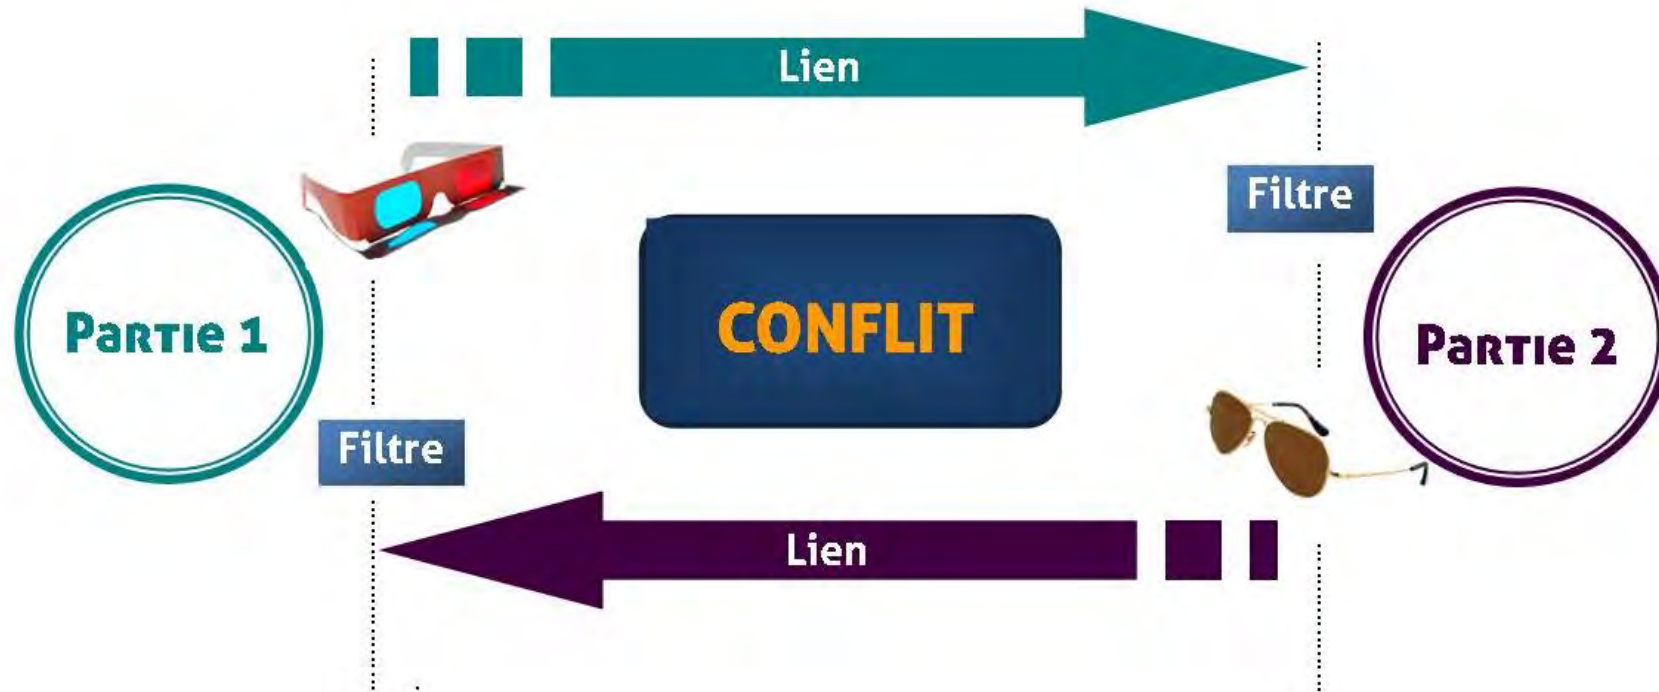 Lien
Filtre
Partie 1
CONFLIT
Partie 2
Filtre
Lien